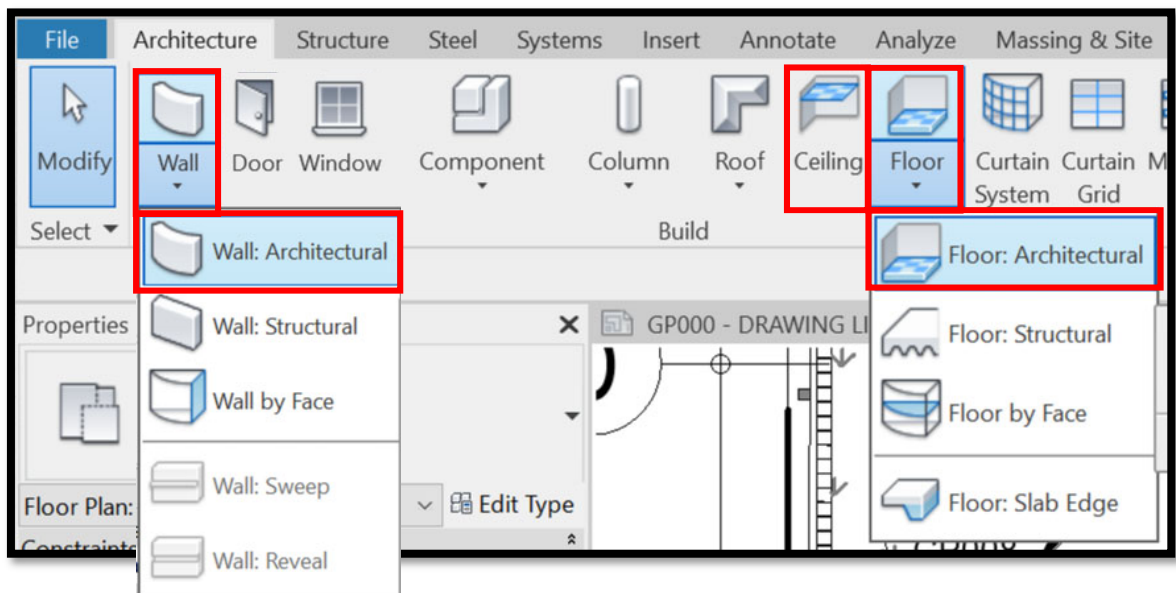 File Architecture Structure Steel Systems Insert Annotate Analyze Massing & Site
Modify Wall Door Window Component Column Roof Ceiling Floor Curtain System Curtain Grid
Select Build
Wall: Architectural
Wall: Structural
Wall by Face
Wall: Sweep
Wall: Reveal
Floor: Architectural
Floor: Structural
Floor by Face
Floor: Slab Edge
Properties
GP000 - DRAWING
Floor Plan:
Edit Type